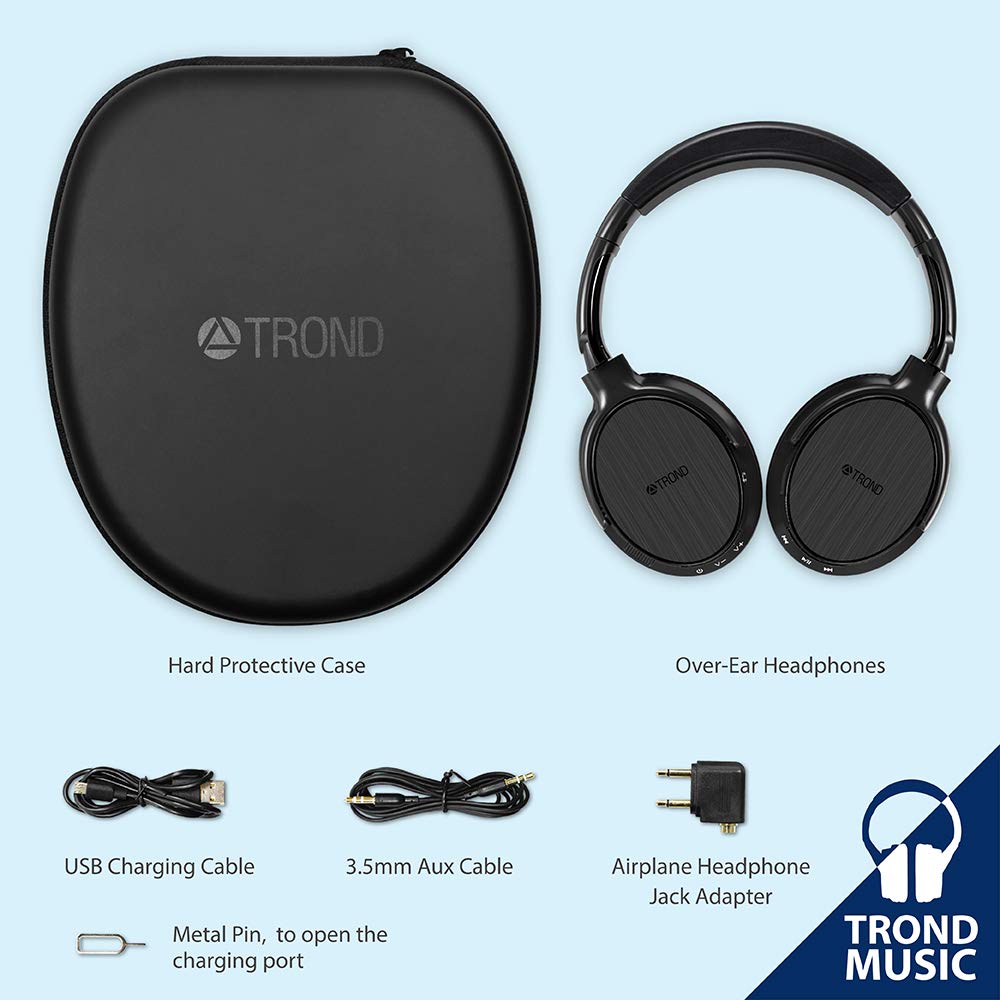 TROND
TROND
TROND
V- V+
Hard Protective Case
Over-Ear Headphones
USB Charging Cable
3.5mm Aux Cable
Airplane Headphone
Jack Adapter
Metal Pin, to open the
charging port
TROND
MUSIC